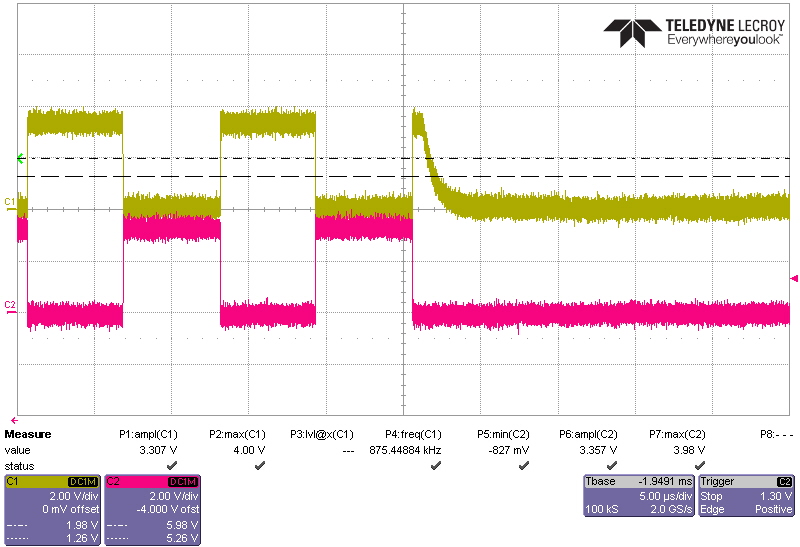 TELEDYNE LECROY
Everywhereyoulook™
C1
C2
Measure P1:ampl(C1) P2:max(C1) P3:lvl@x(C1) P4:freq(C1) P5:min(C2) P6:ampl(C2) P7:max(C2) P8:- - -
value 3.307 V 4.00 V --- 875.44884 kHz -827 mV 3.357 V 3.98 V
status
C1 DC1M
2.00 V/div
0 mV offset
1.98 V
1.26 V
C2 DC1M
2.00 V/div
-4.000 V ofst
5.98 V
5.26 V
Tbase -1.9491 ms
5.00 µs/div
100 kS 2.0 GS/s
Trigger C2
Stop 1.30 V
Edge Positive